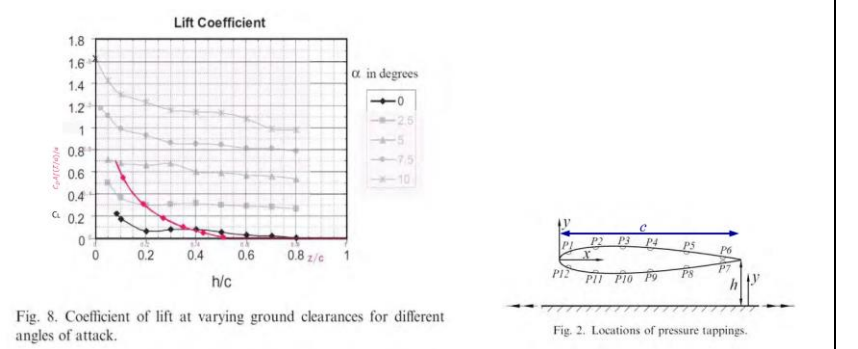 Lift Coefficient
1.8
1.6
1.4
1.2
1
0.8
0.6
0.4
0.2
0
CL
0 0.2 0.4 0.6 0.8 z/c 1
h/c
α in degrees
0
2.5
5
7.5
10
Fig. 8. Coefficient of lift at varying ground clearances for different
angles of attack.
y
c
P1 P2 P3 P4 P5 P6
x
P12 P11 P10 P9 P8 P7
h y
Fig. 2. Locations of pressure tappings.